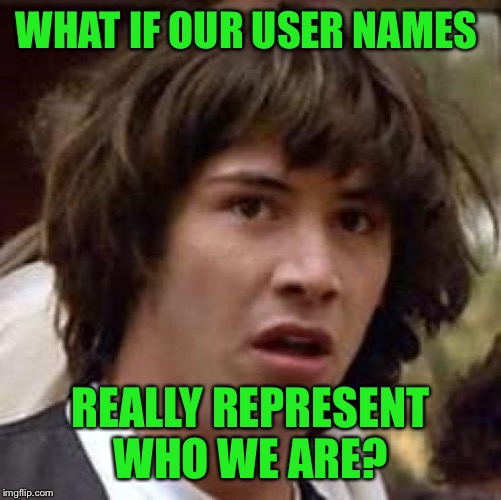 WHAT IF OUR USER NAMES
REALLY REPRESENT
WHO WE ARE?
imgflip.com